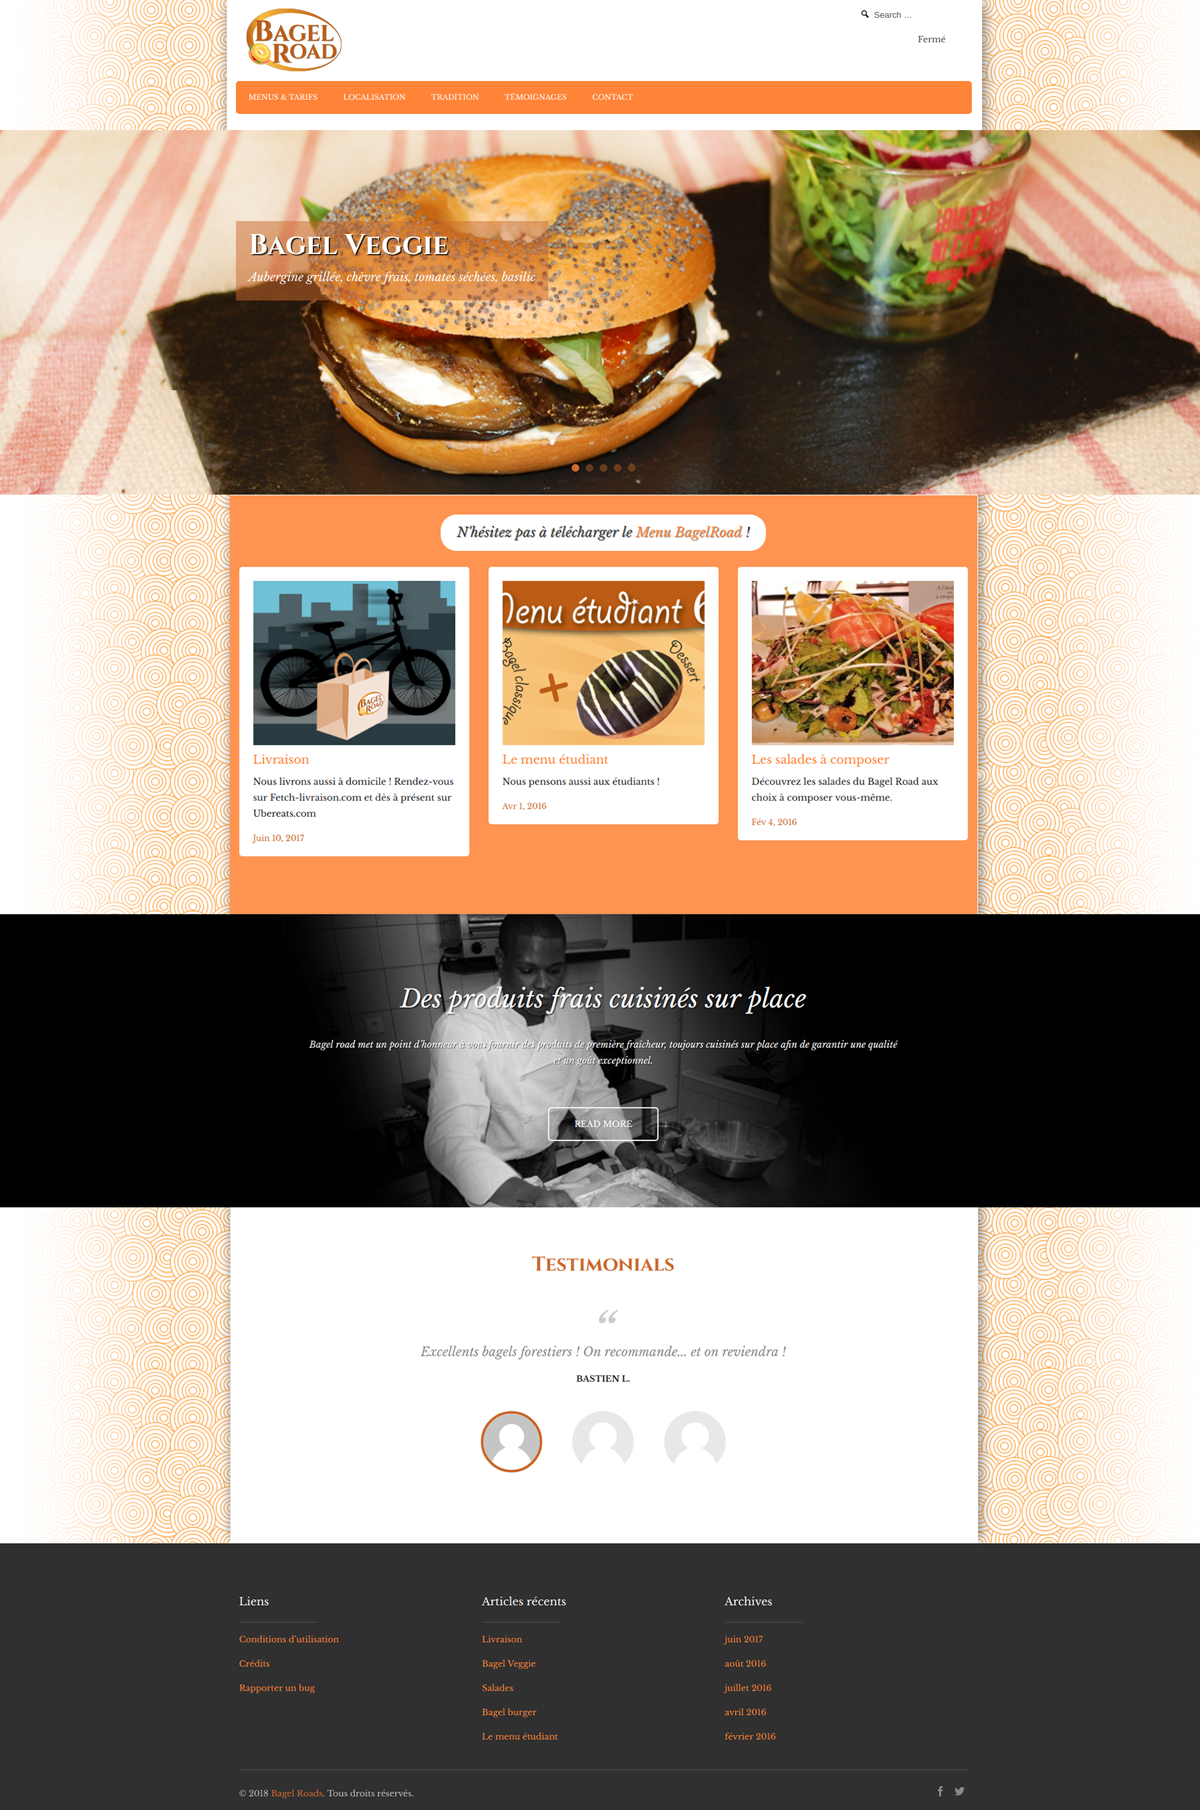 BAGEL
ROAD
Search ...
Fermé
MENUS & TARIFS LOCALISATION TRADITION TÉMOIGNAGES CONTACT
Bagel Veggie
Aubergine grillée, chèvre frais, tomates séchées, basilic
N'hésitez pas à télécharger le Menu BagelRoad !
BAGEL
ROAD
Livraison
Nous livrons aussi à domicile ! Rendez-vous
sur Fetch-livraison.com et dès à présent sur
Ubereats.com
Juin 10, 2017
Menu étudiant 6
Bagel classique
+
Dessert
Le menu étudiant
Nous pensons aussi aux étudiants !
Avr 1, 2016
Les salades à composer
Découvrez les salades du Bagel Road aux
choix à composer vous-même.
Fév 4, 2016
Des produits frais cuisinés sur place
Bagel road met un point d'honneur à vous fournir des produits de première fraîcheur, toujours cuisinés sur place afin de garantir une qualité
et un goût exceptionnel.
READ MORE
Testimonials
“
Excellents bagels forestiers ! On recommande... et on reviendra !
BASTIEN L.
Liens
Conditions d'utilisation
Crédits
Rapporter un bug
Articles récents
Livraison
Bagel Veggie
Salades
Bagel burger
Le menu étudiant
Archives
juin 2017
août 2016
juillet 2016
avril 2016
février 2016
© 2018 Bagel Roads. Tous droits réservés.